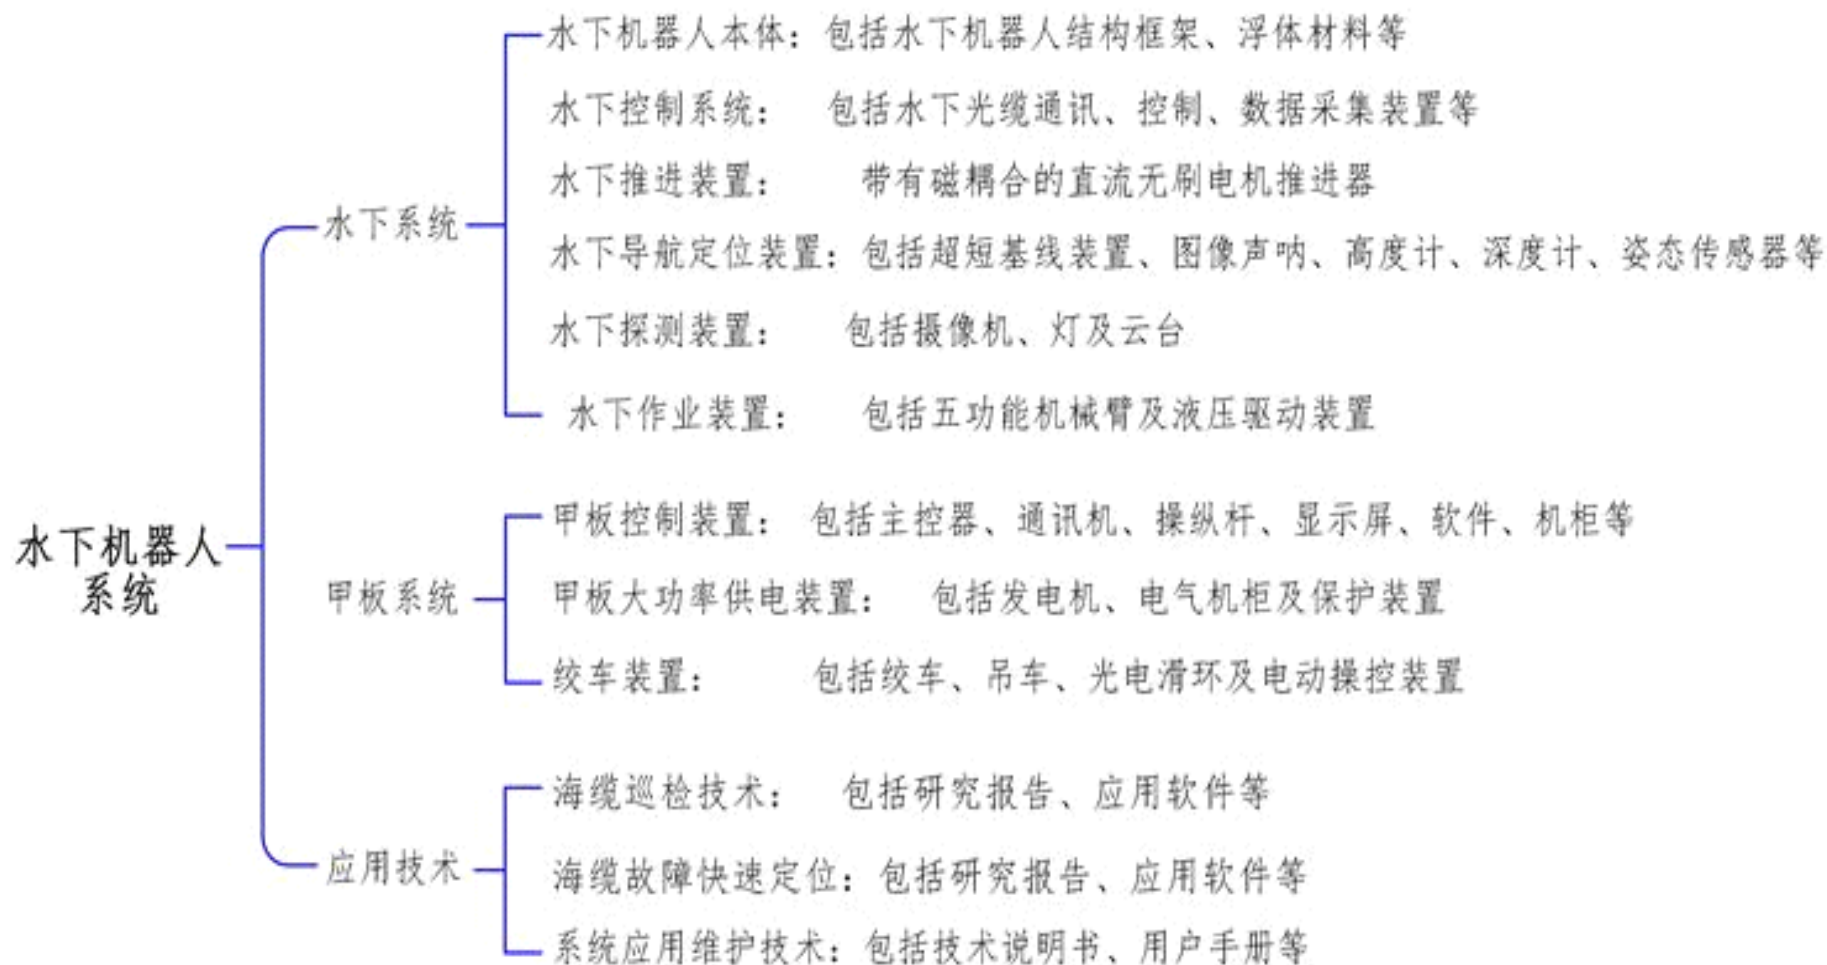 水下机器人本体：包括水下机器人结构框架、浮体材料等
水下控制系统：包括水下光缆通讯、控制、数据采集装置等
水下推进装置：带有磁耦合的直流无刷电机推进器
水下系统
水下导航定位装置：包括超短基线装置、图像声呐、高度计、深度计、姿态传感器等
水下探测装置：包括摄像机、灯及云台
水下作业装置：包括五功能机械臂及液压驱动装置
水下机器人
系统
甲板控制装置：包括主控器、通讯机、操纵杆、显示屏、软件、机柜等
甲板系统
甲板大功率供电装置：包括发电机、电气机柜及保护装置
绞车装置：包括绞车、吊车、光电滑环及电动操控装置
海缆巡检技术：包括研究报告、应用软件等
应用技术
海缆故障快速定位：包括研究报告、应用软件等
系统应用维护技术：包括技术说明书、用户手册等